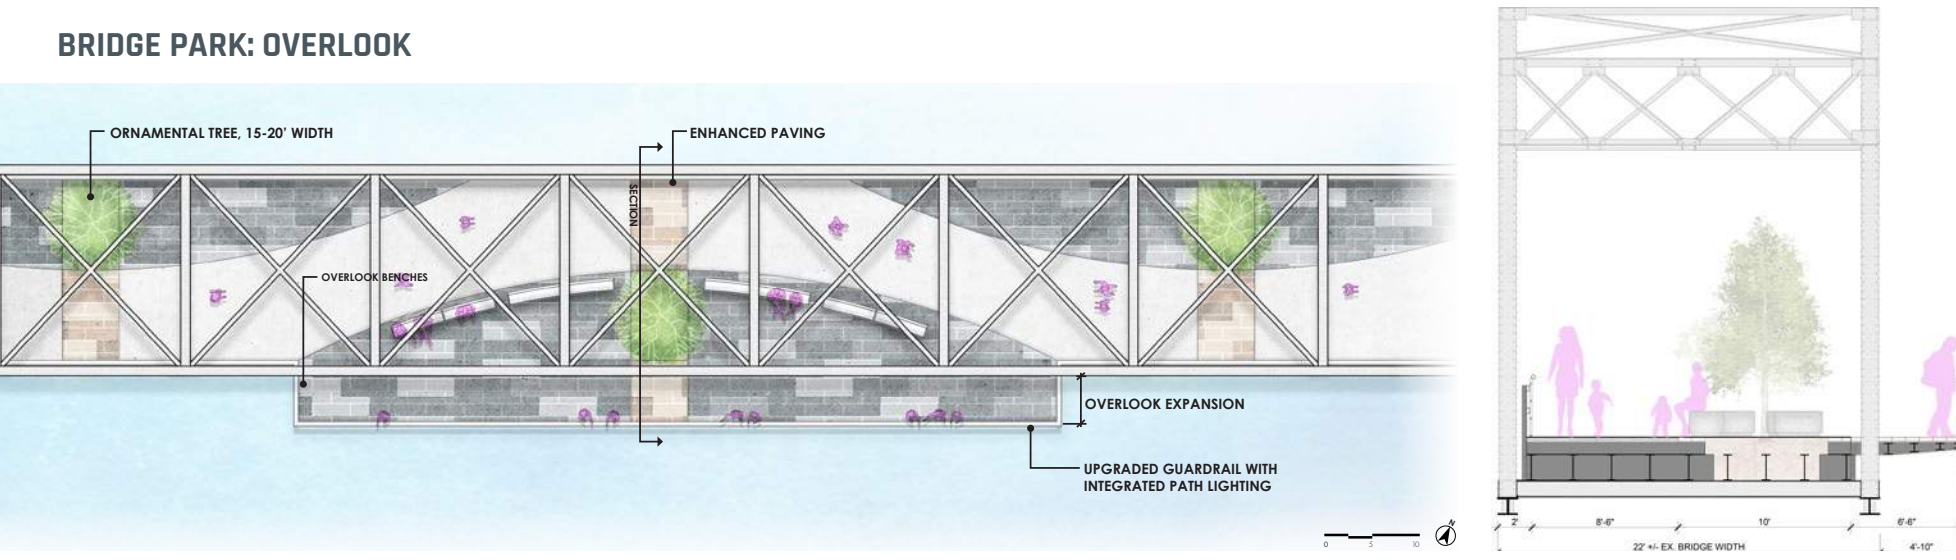 BRIDGE PARK: OVERLOOK
ORNAMENTAL TREE, 15-20' WIDTH
ENHANCED PAVING
SECTION
OVERLOOK BENCHES
OVERLOOK EXPANSION
UPGRADED GUARDRAIL WITH
INTEGRATED PATH LIGHTING
0 5 10
N
2' 8'-6" 10' 6'-6"
22' +/- EX. BRIDGE WIDTH 4'-10"